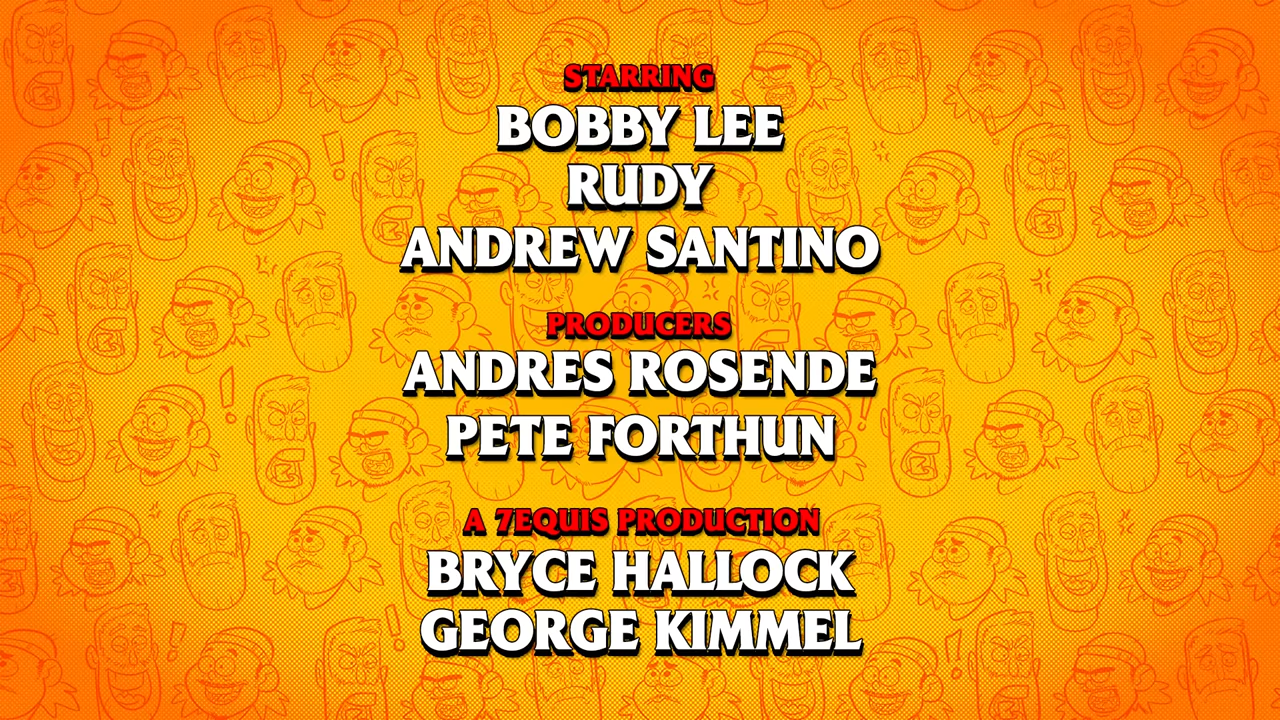 STARRING
BOBBY LEE
RUDY
ANDREW SANTINO
PRODUCERS
ANDRES ROSENDE
PETE FORTHUN
A 7EQUIS PRODUCTION
BRYCE HALLOCK
GEORGE KIMMEL